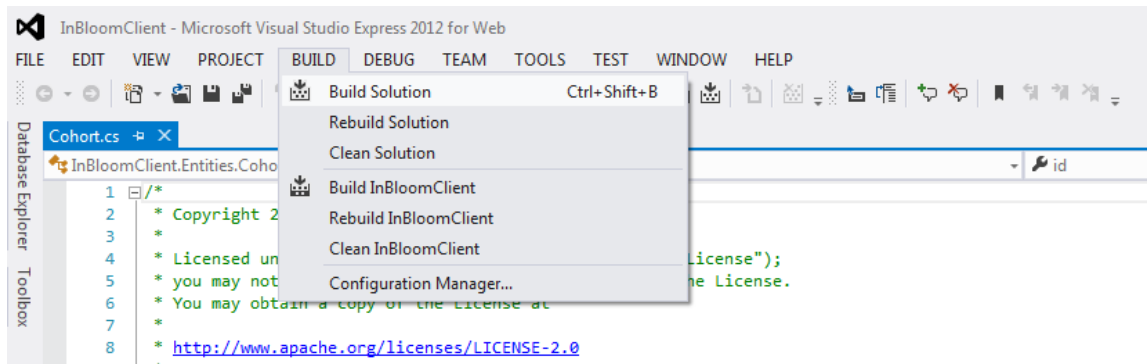 InBloomClient - Microsoft Visual Studio Express 2012 for Web
FILE EDIT VIEW PROJECT BUILD DEBUG TEAM TOOLS TEST WINDOW HELP
Build Solution Ctrl+Shift+B
Rebuild Solution
Clean Solution
Build InBloomClient
Rebuild InBloomClient
Clean InBloomClient
Configuration Manager...
Database Explorer
Toolbox
Cohort.cs
InBloomClient.Entities.Coho
id
1 /*
2 * Copyright 2
3 *
4 * Licensed un License");
5 * you may not he License.
6 * You may obtain a copy of the License at
7 *
8 * http://www.apache.org/licenses/LICENSE-2.0